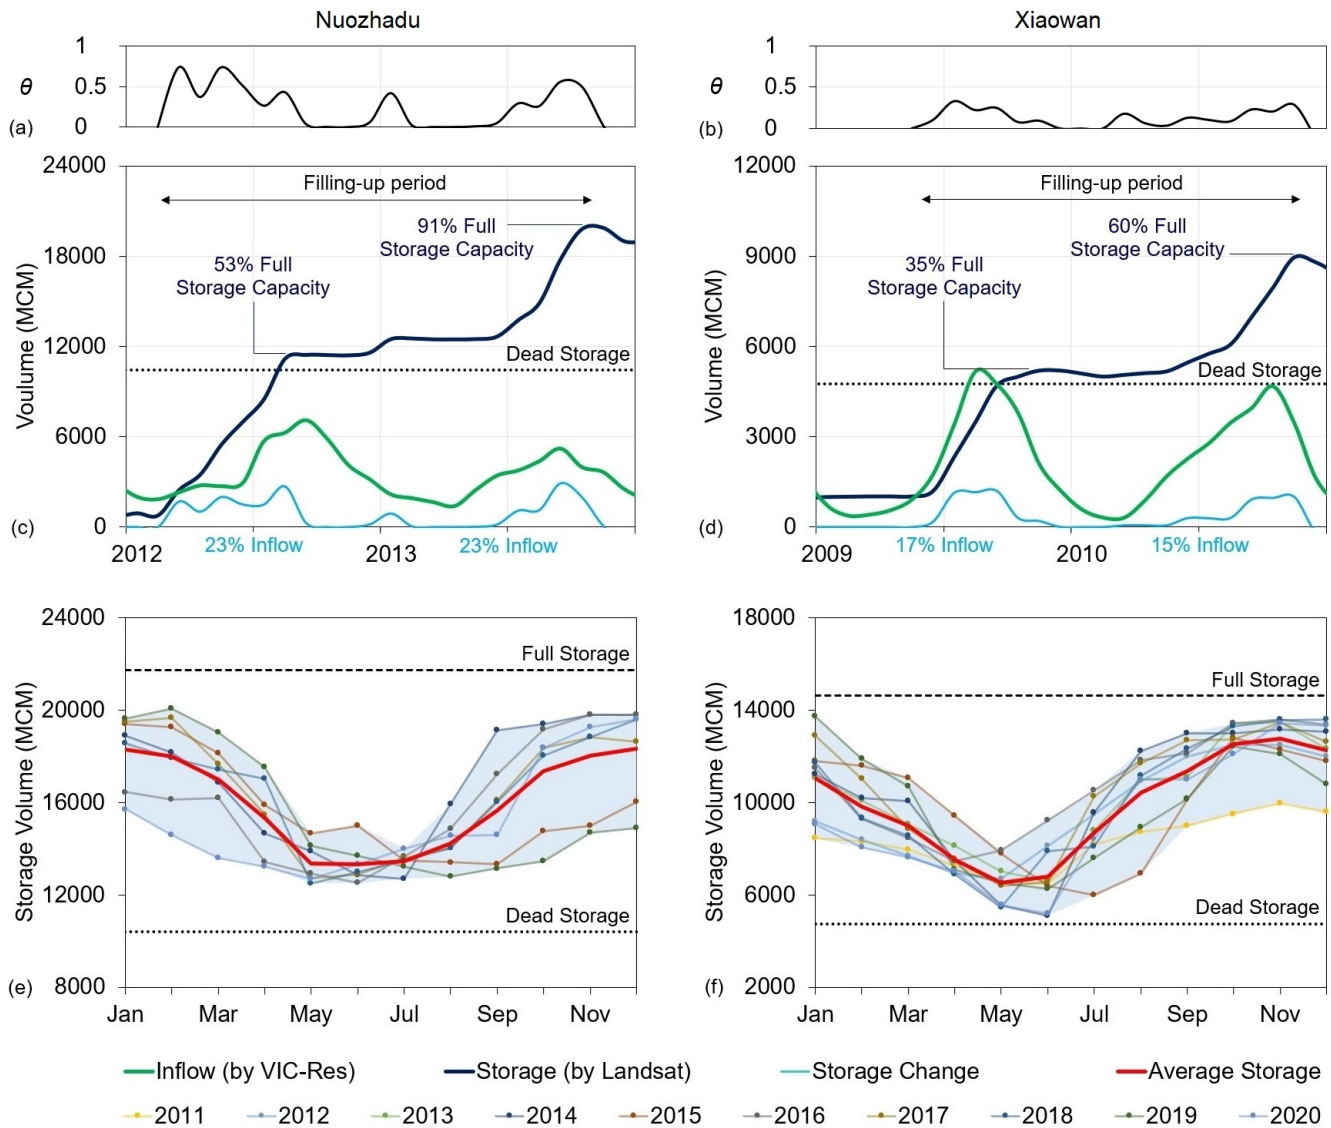 Nuozhadu
Xiaowan
1
0.5
0
θ
(a)
1
0.5
0
θ
(b)
24000
18000
12000
6000
0
Voulume (MCM)
(c)
Filling-up period
91% Full
Storage Capacity
53% Full
Storage Capacity
Dead Storage
2012
23% Inflow
2013
23% Inflow
12000
9000
6000
3000
0
Volume (MCM)
(d)
Filling-up period
60% Full
Storage Capacity
35% Full
Storage Capacity
Dead Storage
2009
17% Inflow
2010
15% Inflow
24000
20000
16000
12000
8000
Storage Volume (MCM)
(e)
Full Storage
Dead Storage
Jan
Mar
May
Jul
Sep
Nov
18000
14000
10000
6000
2000
Storage Volume (MCM)
(f)
Full Storage
Dead Storage
Jan
Mar
May
Jul
Sep
Nov
Inflow (by VIC-Res)
Storage (by Landsat)
Storage Change
Average Storage
2011
2012
2013
2014
2015
2016
2017
2018
2019
2020